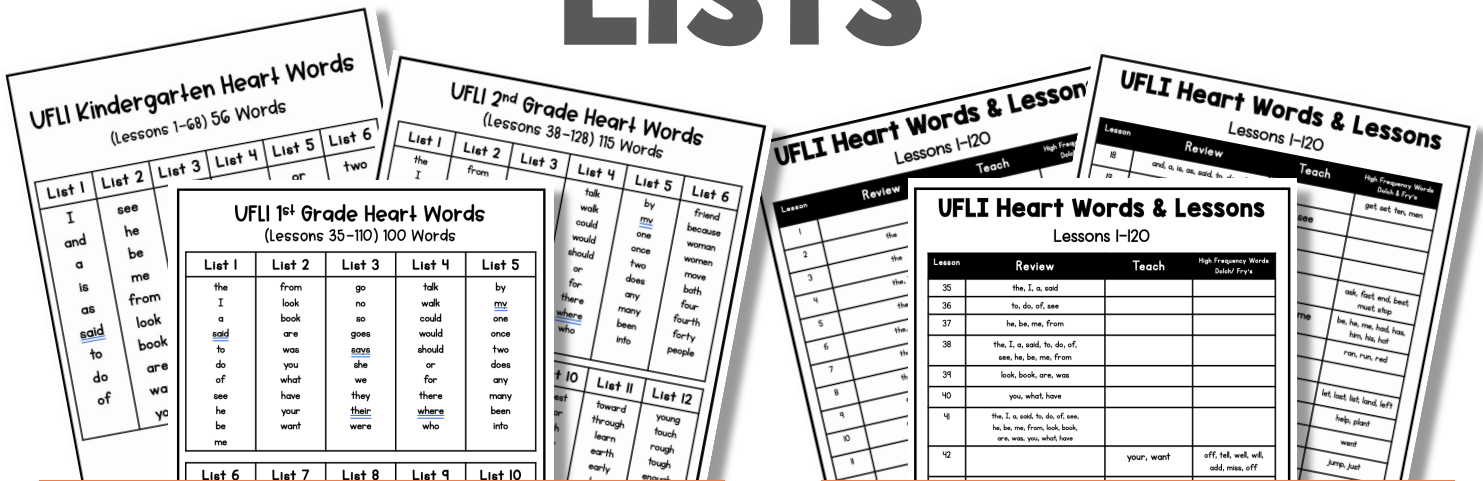 LISTS
UFLI Kindergarten Heart Words
(Lessons 1-68) 56 Words
List 1 List 2 List 3 List 4 List 5 List 6
I see or two
and he
a be
is me
as from
said look
to book
do are
of
UFLI 2nd Grade Heart Words
(Lessons 38-128) 115 Words
List 1 List 2 List 3 List 4 List 5 List 6
the from talk by friend
I walk my because
could one woman
would once women
should two move
or does both
for any four
there many fourth
where been forty
who into people
List 11 List 12
toward young
through touch
learn rough
earth tough
early
UFLI 1st Grade Heart Words
(Lessons 35-110) 100 Words
List 1 List 2 List 3 List 4 List 5
the from go talk by
I look no walk my
a book so could one
said are goes would once
to was says should two
do you she or does
of what we for any
see have they there many
he your their where been
be want were who into
me
List 6 List 7 List 8 List 9 List 10
UFLI Heart Words & Lesson
Lessons 1-120
Lesson Review Teach
1 the
2 the
3 the,
4
5
6
7
8
9
10
11
UFLI Heart Words & Lessons
Lessons 1-120
Lesson Review Teach High Frequency Words
Dolch & Fry's
18 and, a, is, as, said, to, get, set, ten, men
see
ask, fast, end, best,
must, stop
me be, he, me, had, has,
him, his, hot
ran, run, red
let, last, list, land, left
help, plant
went
jump, just
UFLI Heart Words & Lessons
Lessons 1-120
Lesson Review Teach High Frequency Words
Dolch/ Fry's
35 the, I, a, said
36 to, do, of, see
37 he, be, me, from
38 the, I, a, said, to, do, of,
see, he, be, me, from
39 look, book, are, was
40 you, what, have
41 the, I, a, said, to, do, of, see,
he, be, me, from, look, book,
are, was, you, what, have
42 your, want off, tell, well, will,
add, miss, off